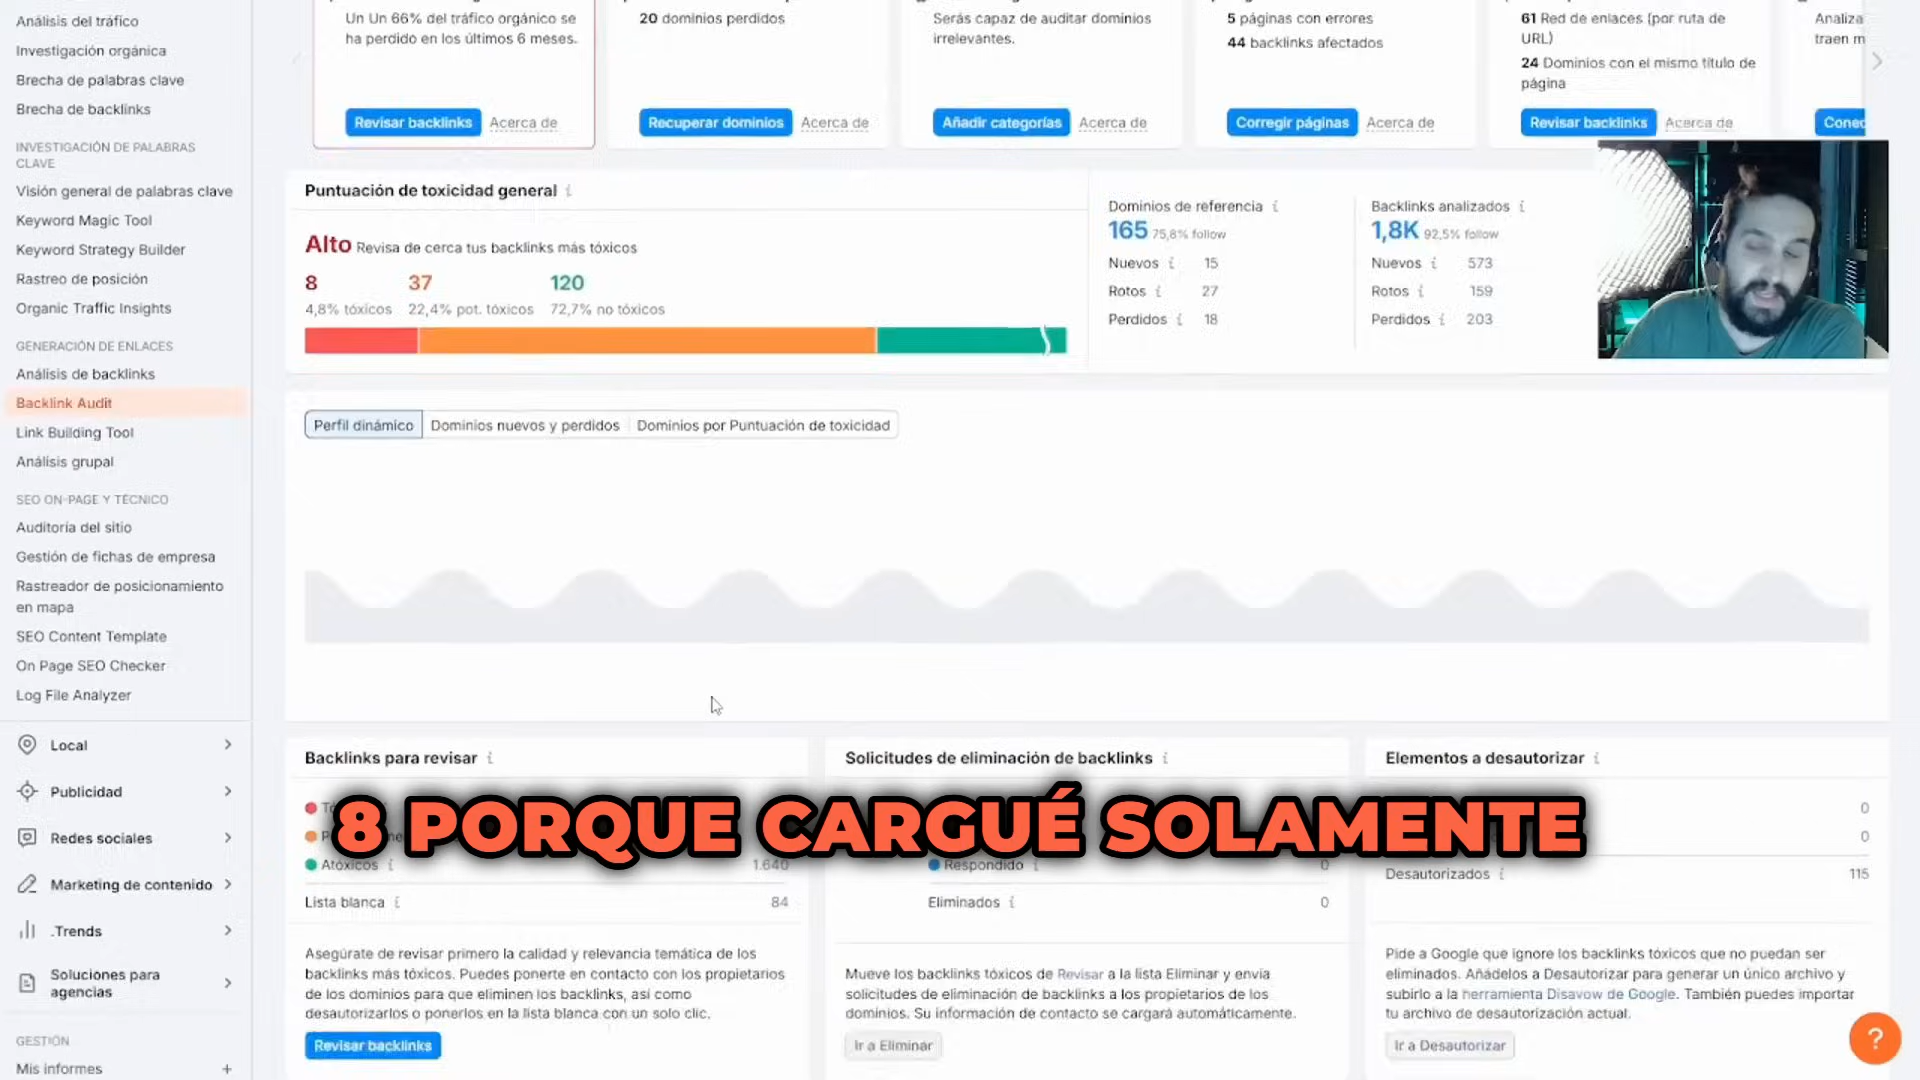 Análisis del tráfico
Investigación orgánica
Brecha de palabras clave
Brecha de backlinks
INVESTIGACIÓN DE PALABRAS
CLAVE
Visión general de palabras clave
Keyword Magic Tool
Keyword Strategy Builder
Rastreo de posición
Organic Traffic Insights
GENERACIÓN DE ENLACES
Análisis de backlinks
Backlink Audit
Link Building Tool
Análisis grupal
SEO ON-PAGE Y TÉCNICO
Auditoría del sitio
Gestión de fichas de empresa
Rastreador de posicionamiento
en mapa
SEO Content Template
On Page SEO Checker
Log File Analyzer
Local
Publicidad
Redes sociales
Marketing de contenido
.Trends
Soluciones para
agencias
GESTIÓN
Mis informes +
Un Un 66% del tráfico orgánico se
ha perdido en los últimos 6 meses.
Revisar backlinks Acerca de
20 dominios perdidos
Recuperar dominios Acerca de
Serás capaz de auditar dominios
irrelevantes.
Añadir categorías Acerca de
5 páginas con errores
44 backlinks afectados
Corregir páginas Acerca de
61 Red de enlaces (por ruta de
URL)
24 Dominios con el mismo título de
página
Revisar backlinks Acerca de
Analiza
traen m
Conec
Puntuación de toxicidad general i
Alto Revisa de cerca tus backlinks más tóxicos
8 37 120
4,8% tóxicos 22,4% pot. tóxicos 72,7% no tóxicos
Dominios de referencia i
165 75,8% follow
Nuevos i 15
Rotos i 27
Perdidos i 18
Backlinks analizados i
1,8K 92,5% follow
Nuevos i 573
Rotos i 159
Perdidos i 203
Perfil dinámico Dominios nuevos y perdidos Dominios por Puntuación de toxicidad
Backlinks para revisar i
Atóxicos i 1.640
Lista blanca i 84
Asegúrate de revisar primero la calidad y relevancia temática de los
backlinks más tóxicos. Puedes ponerte en contacto con los propietarios
de los dominios para que eliminen los backlinks, así como
desautorizarlos o ponerlos en la lista blanca con un solo clic.
Revisar backlinks
Solicitudes de eliminación de backlinks i
Respondido i 0
Eliminados i 0
Mueve los backlinks tóxicos de Revisar a la lista Eliminar y envía
solicitudes de eliminación de backlinks a los propietarios de los
dominios. Su información de contacto se cargará automáticamente.
Ir a Eliminar
Elementos a desautorizar i
0
0
Desautorizados i 115
Pide a Google que ignore los backlinks tóxicos que no puedan ser
eliminados. Añádelos a Desautorizar para generar un único archivo y
subirlo a la herramienta Disavow de Google. También puedes importar
tu archivo de desautorización actual.
Ir a Desautorizar
?
8 PORQUE CARGUÉ SOLAMENTE